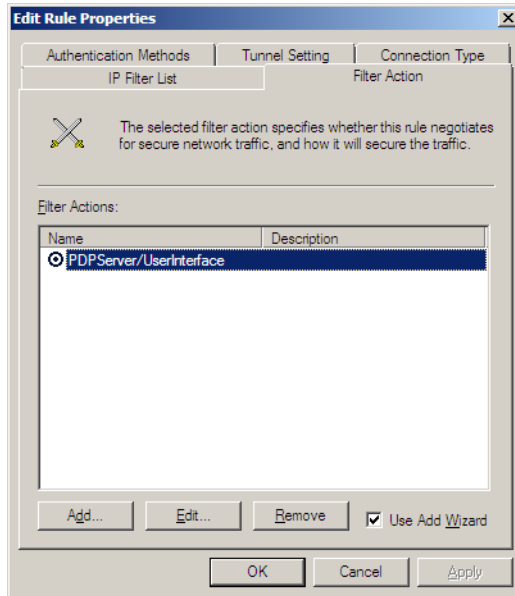 Edit Rule Properties
Authentication Methods
Tunnel Setting
Connection Type
IP Filter List
Filter Action
The selected filter action specifies whether this rule negotiates
for secure network traffic, and how it will secure the traffic.
Filter Actions:
Name
Description
PDPServer/UserInterface
Add...
Edit...
Remove
Use Add Wizard
OK
Cancel
Apply